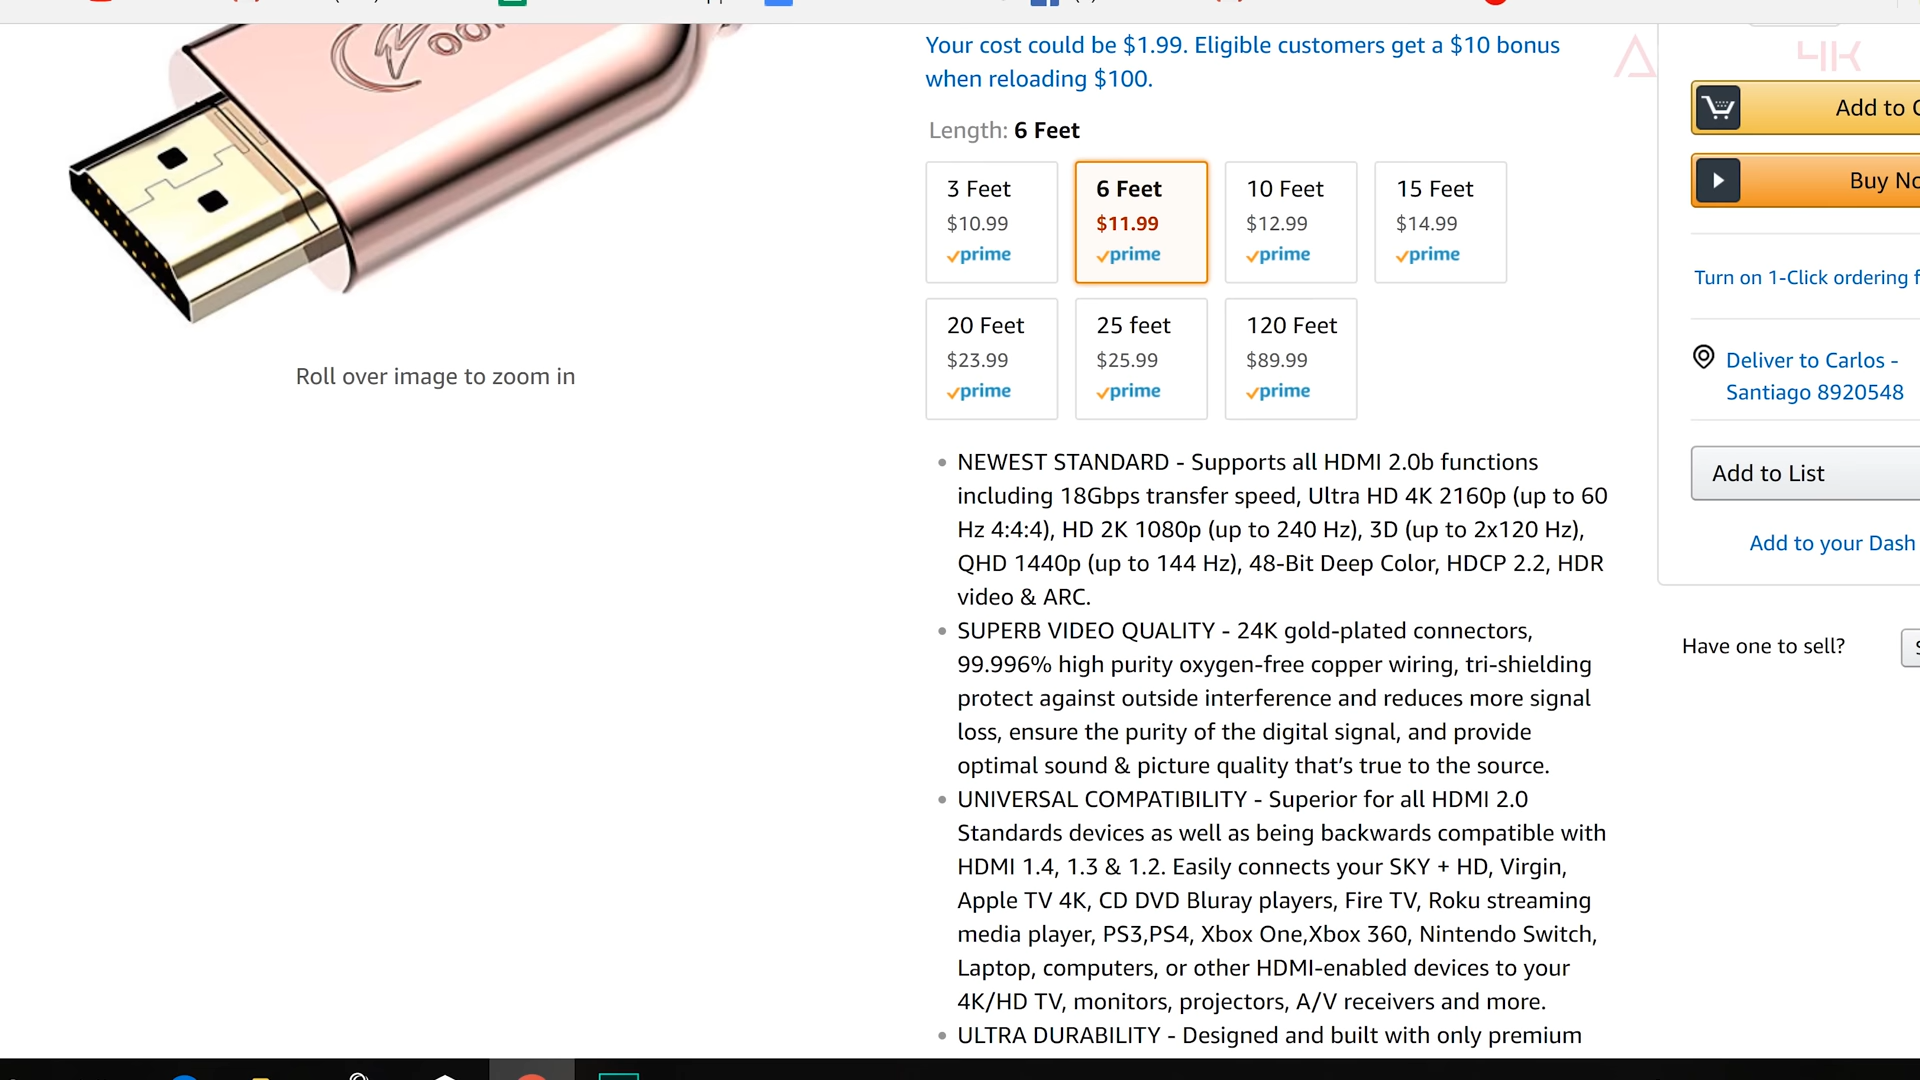 Your cost could be $1.99. Eligible customers get a $10 bonus
when reloading $100.
4K
Length: 6 Feet
Add to
Buy
3 Feet
$10.99
prime
6 Feet
$11.99
prime
10 Feet
$12.99
prime
15 Feet
$14.99
prime
Turn on 1-Click ordering
20 Feet
$23.99
prime
25 feet
$25.99
prime
120 Feet
$89.99
prime
Deliver to Carlos -
Santiago 8920548
Roll over image to zoom in
Add to List
Add to your Dash
Have one to sell?
NEWEST STANDARD - Supports all HDMI 2.0b functions
including 18Gbps transfer speed, Ultra HD 4K 2160p (up to 60
Hz 4:4:4), HD 2K 1080p (up to 240 Hz), 3D (up to 2x120 Hz),
QHD 1440p (up to 144 Hz), 48-Bit Deep Color, HDCP 2.2, HDR
video & ARC.
SUPERB VIDEO QUALITY - 24K gold-plated connectors,
99.996% high purity oxygen-free copper wiring, tri-shielding
protect against outside interference and reduces more signal
loss, ensure the purity of the digital signal, and provide
optimal sound & picture quality that's true to the source.
UNIVERSAL COMPATIBILITY - Superior for all HDMI 2.0
Standards devices as well as being backwards compatible with
HDMI 1.4, 1.3 & 1.2. Easily connects your SKY + HD, Virgin,
Apple TV 4K, CD DVD Bluray players, Fire TV, Roku streaming
media player, PS3,PS4, Xbox One,Xbox 360, Nintendo Switch,
Laptop, computers, or other HDMI-enabled devices to your
4K/HD TV, monitors, projectors, A/V receivers and more.
ULTRA DURABILITY - Designed and built with only premium